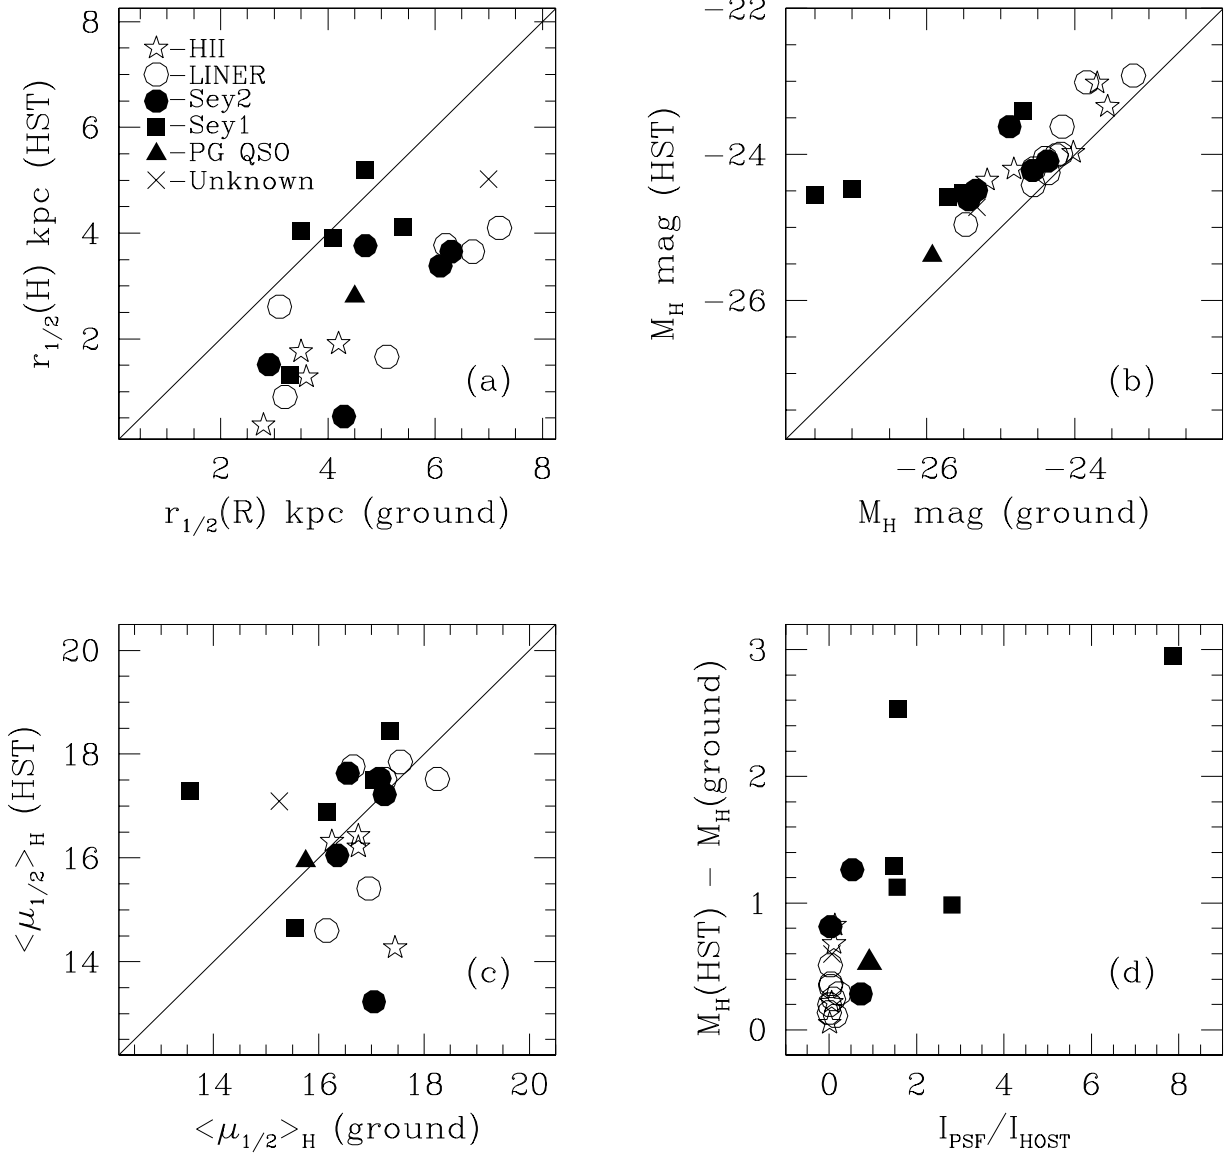 8
6
4
2
r1/2(H) kpc (HST)
HII
LINER
Sey2
Sey1
PG QSO
Unknown
(a)
2 4 6 8
r1/2(R) kpc (ground)
−22
−24
−26
MH mag (HST)
(b)
−26 −24
MH mag (ground)
20
18
16
14
<μ1/2>H (HST)
(c)
14 16 18 20
<μ1/2>H (ground)
3
2
1
0
MH(HST) − MH(ground)
(d)
0 2 4 6 8
IPSF/IHOST